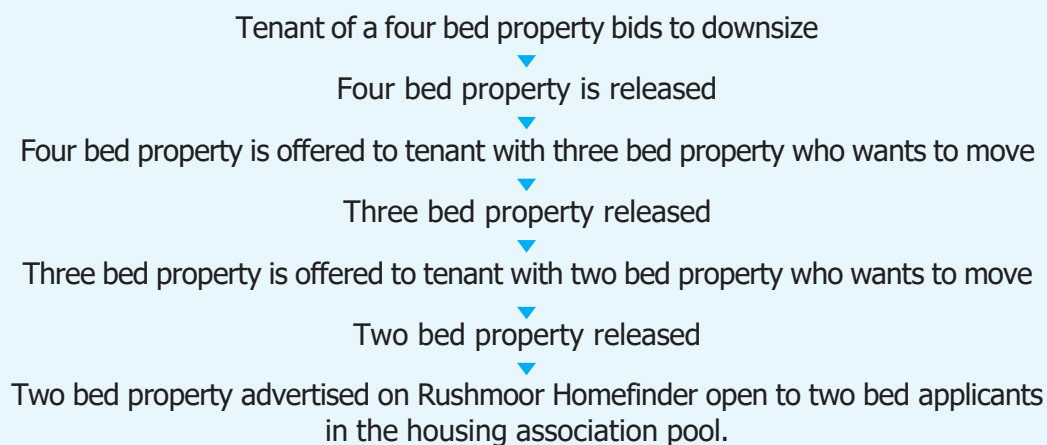 Tenant of a four bed property bids to downsize
Four bed property is released
Four bed property is offered to tenant with three bed property who wants to move
Three bed property released
Three bed property is offered to tenant with two bed property who wants to move
Two bed property released
Two bed property advertised on Rushmoor Homefinder open to two bed applicants
in the housing association pool.